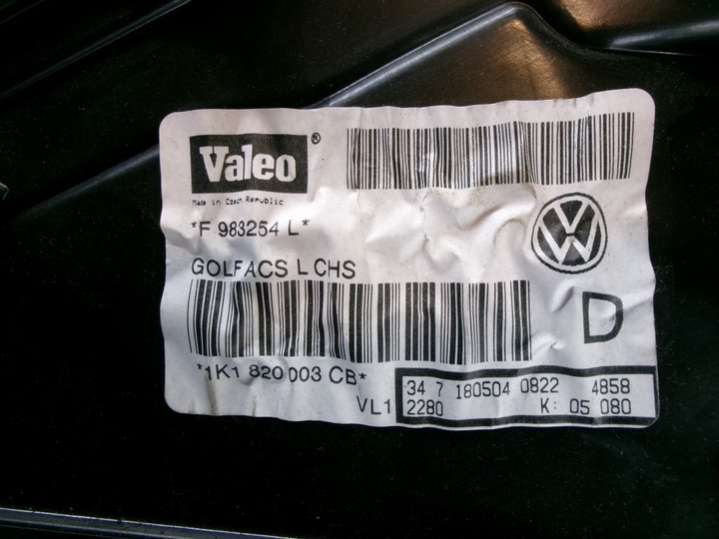 Valeo ®
Made in Czech Republic
*F 983254 L*
GOLFACS L CHS
D
*1K1 820 003 CB*
VL1
34 7 180504 0822 4858
2280 K: 05 080